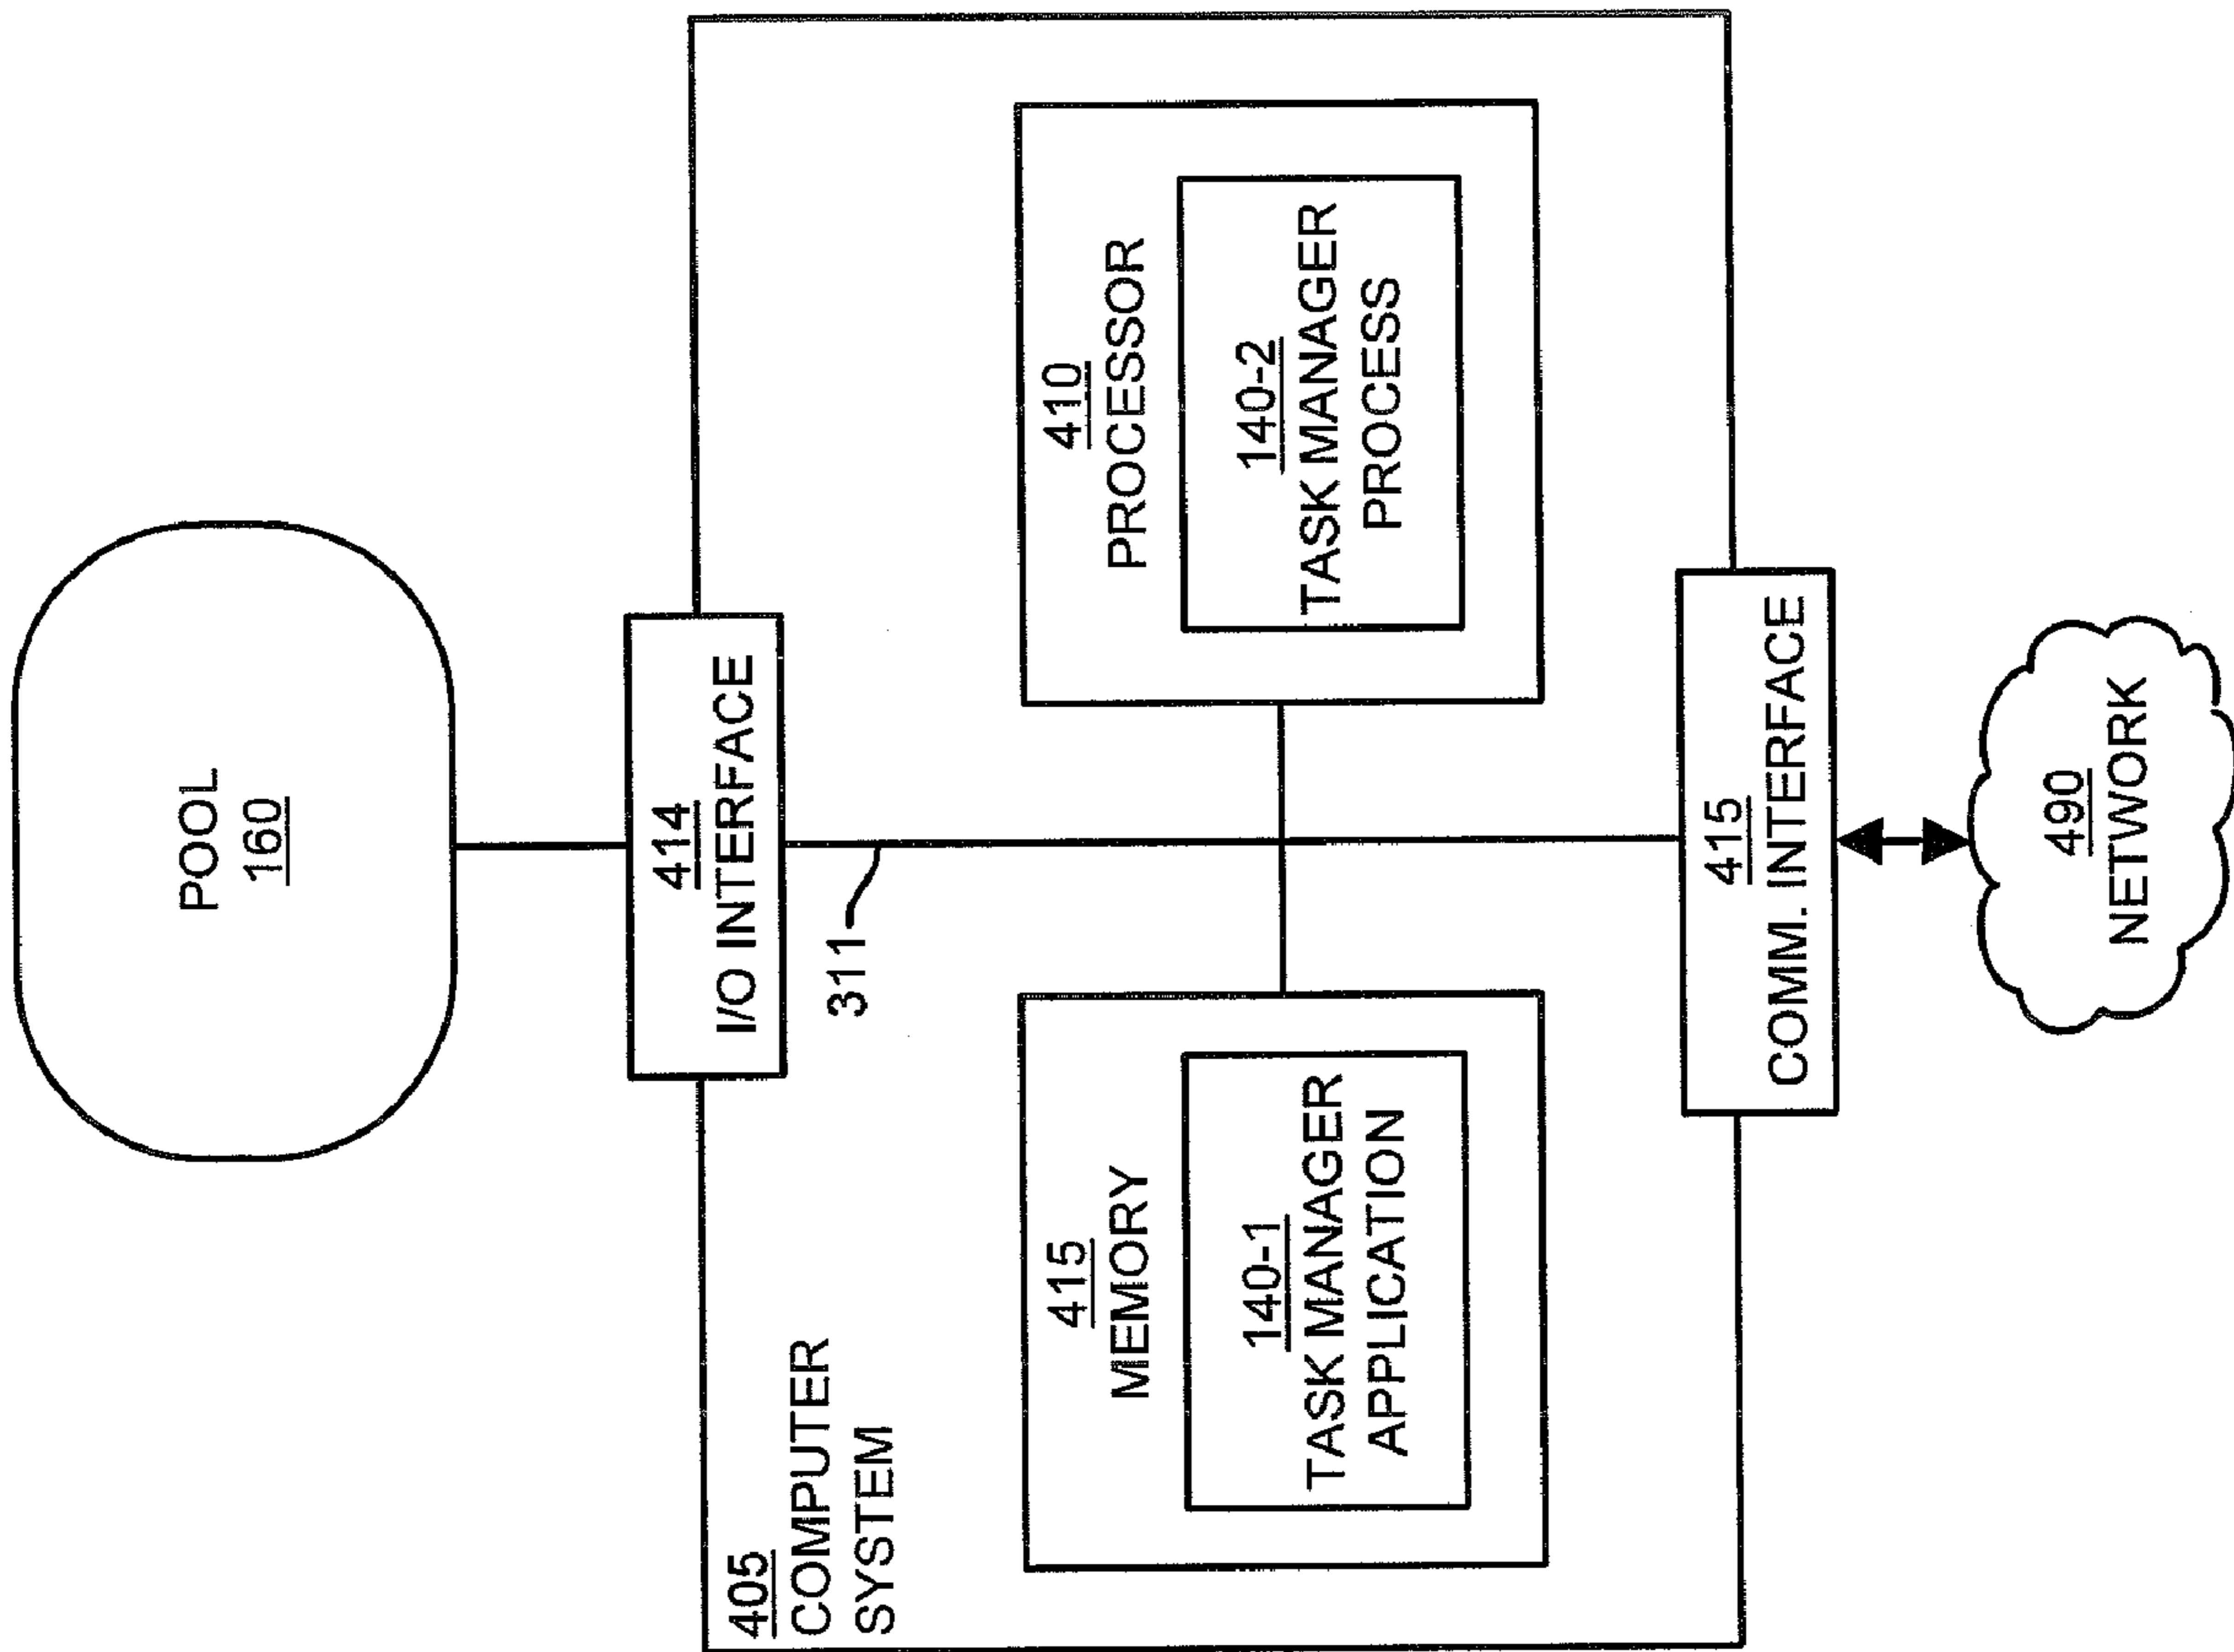 POOL
160
414
I/O INTERFACE
311
405
COMPUTER
SYSTEM
415
MEMORY
140-1
TASK MANAGER
APPLICATION
410
PROCESSOR
140-2
TASK MANAGER
PROCESS
415
COMM. INTERFACE
490
NETWORK